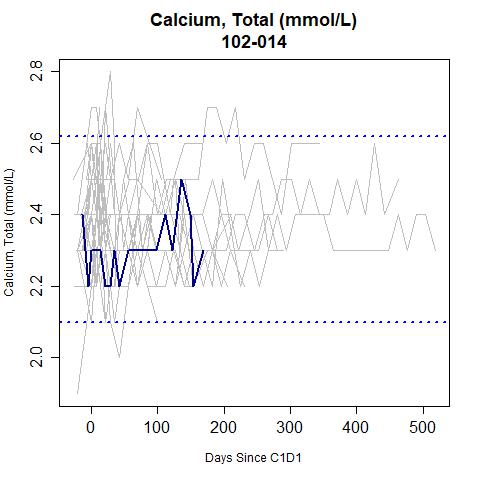 Calcium, Total (mmol/L)
102-014
Calcium, Total (mmol/L)
2.8
2.6
2.4
2.2
2.0
0 100 200 300 400 500
Days Since C1D1